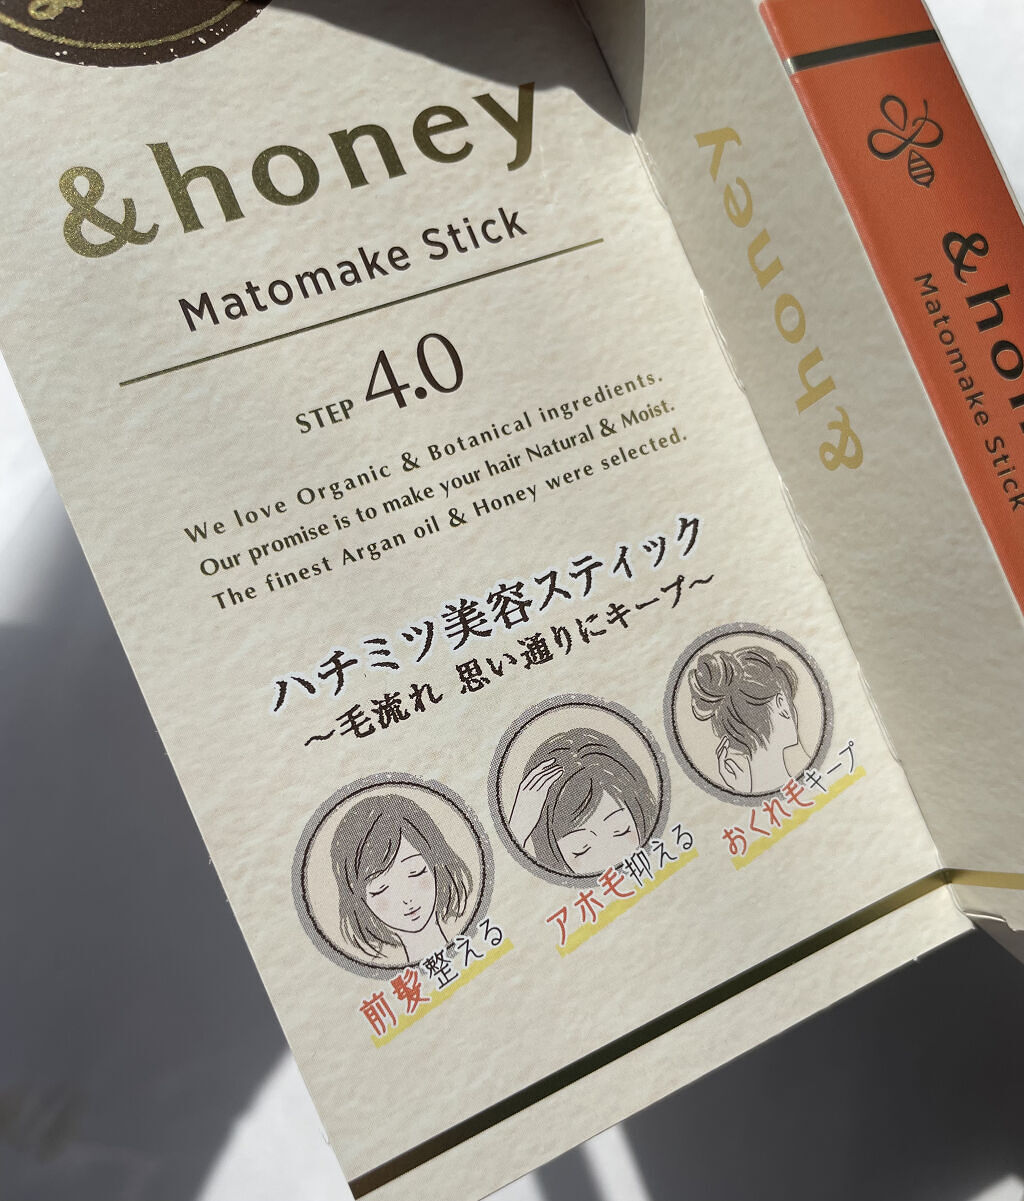 &honey
Matomake Stick
STEP 4.0
We love Organic & Botanical ingredients.
Our promise is to make your hair Natural & Moist.
The finest Argan oil & Honey were selected.
ハチミツ美容スティック
～毛流れ 思い通りにキープ～
前髪整える
アホ毛抑える
おくれ毛キープ
&honey
&hon
Matomake Stick